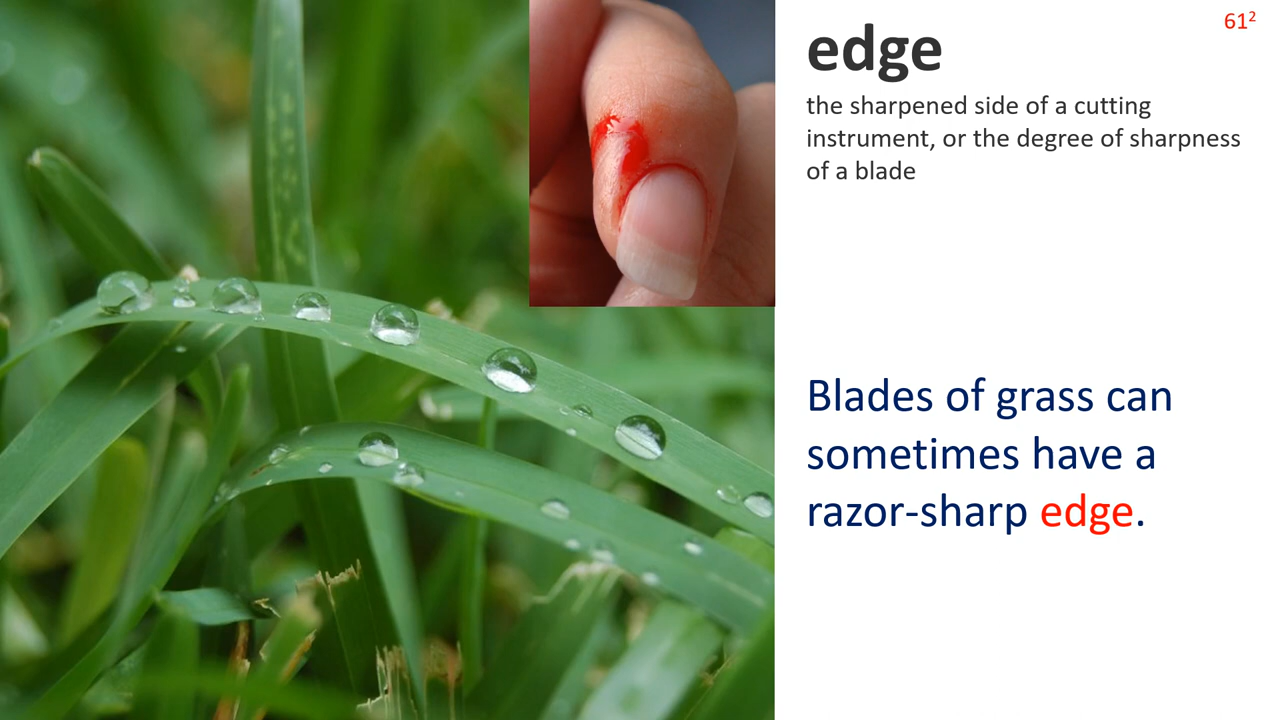 edge
61²
the sharpened side of a cutting
instrument, or the degree of sharpness
of a blade
Blades of grass can
sometimes have a
razor-sharp edge.